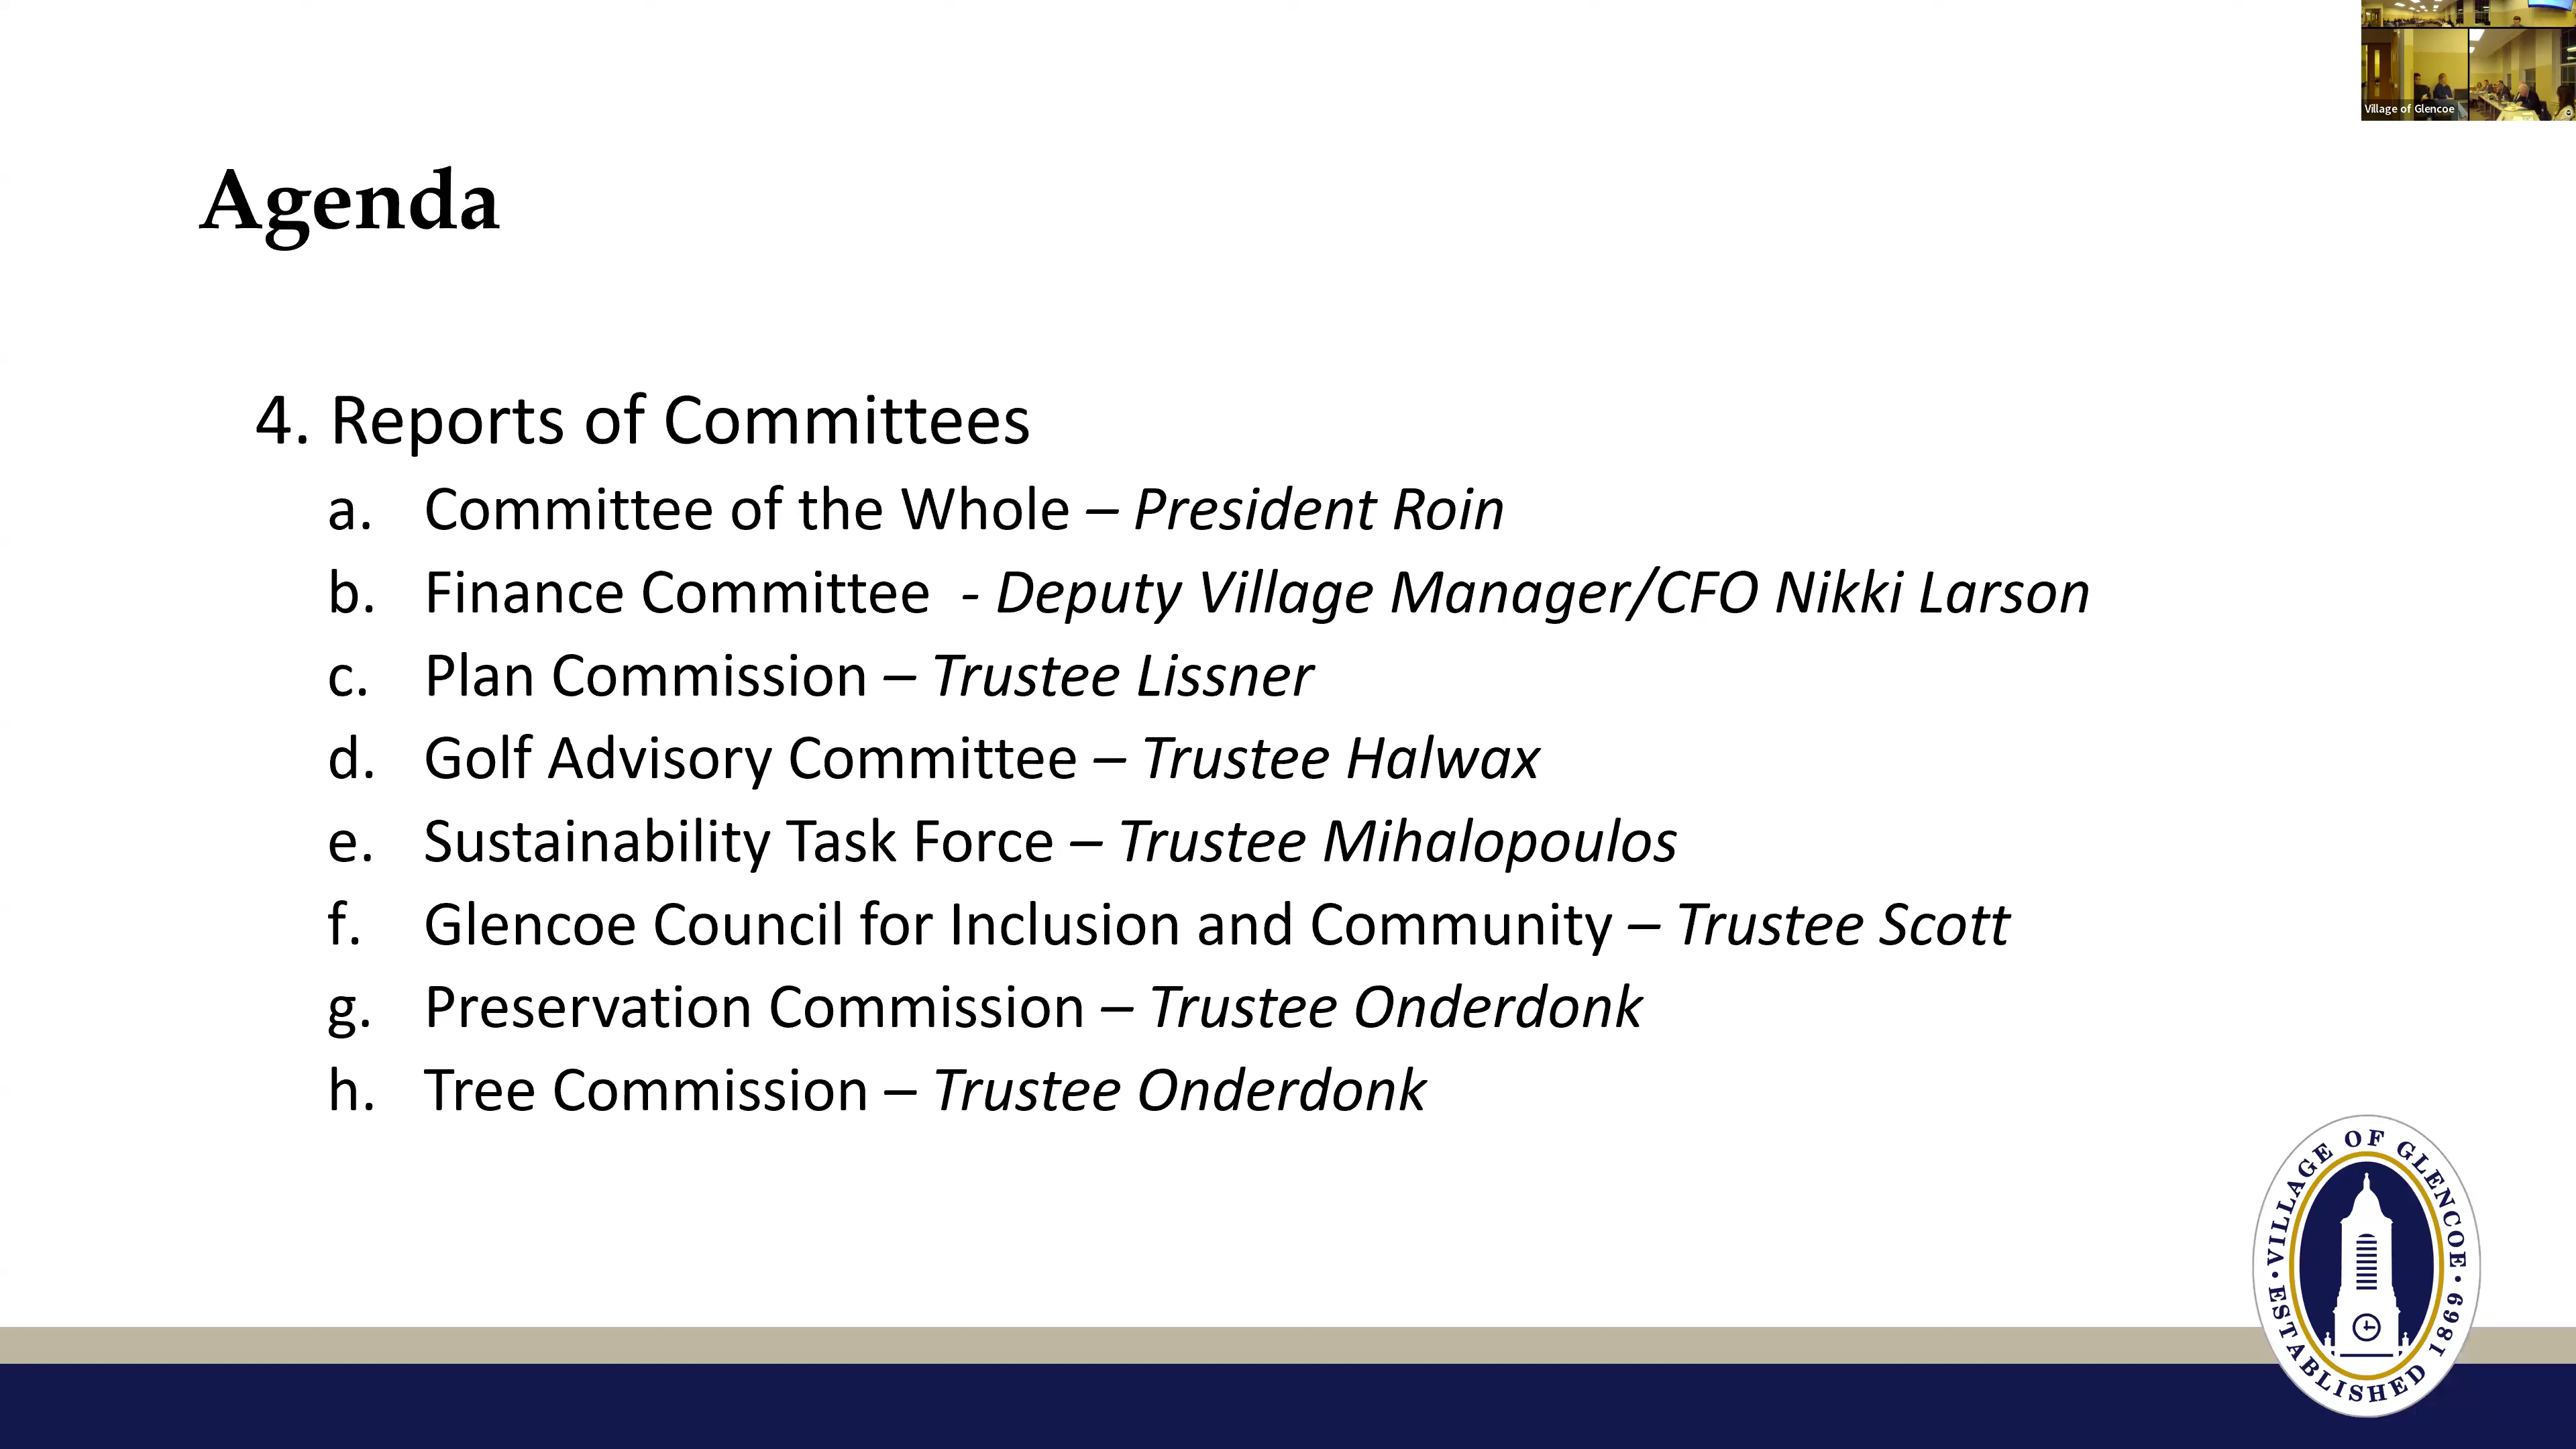 Village of Glencoe
Agenda
4. Reports of Committees
a. Committee of the Whole – President Roin
b. Finance Committee - Deputy Village Manager/CFO Nikki Larson
c. Plan Commission – Trustee Lissner
d. Golf Advisory Committee – Trustee Halwax
e. Sustainability Task Force – Trustee Mihalopoulos
f. Glencoe Council for Inclusion and Community – Trustee Scott
g. Preservation Commission – Trustee Onderdonk
h. Tree Commission – Trustee Onderdonk
VILLAGE OF GLENCOE
• ESTABLISHED 1869 •